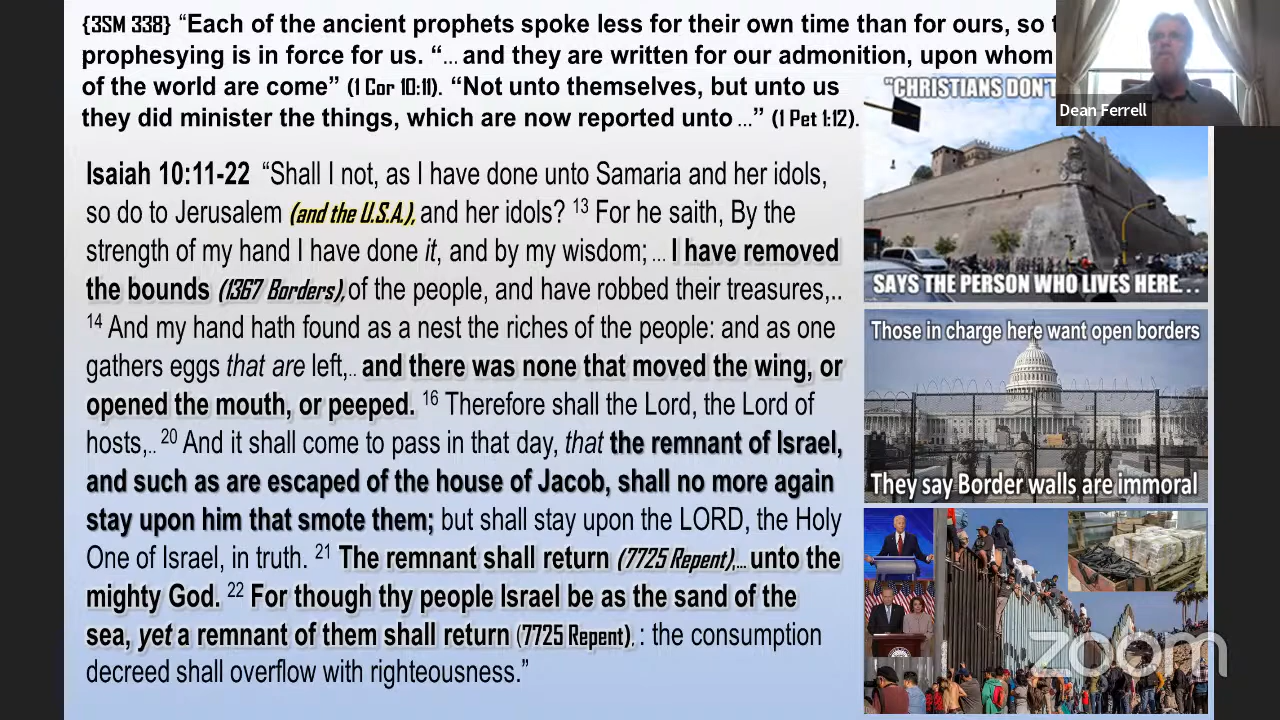 {3SM 338} “Each of the ancient prophets spoke less for their own time than for ours, so
prophesying is in force for us. “... and they are written for our admonition, upon whom
of the world are come” (1 Cor 10:11). “Not unto themselves, but unto us
they did minister the things, which are now reported unto ...” (1 Pet 1:12).
Isaiah 10:11-22 “Shall I not, as I have done unto Samaria and her idols,
so do to Jerusalem (and the U.S.A.), and her idols? 13 For he saith, By the
strength of my hand I have done it, and by my wisdom; ... I have removed
the bounds (1367 Borders), of the people, and have robbed their treasures,..
14 And my hand hath found as a nest the riches of the people: and as one
gathers eggs that are left,.. and there was none that moved the wing, or
opened the mouth, or peeped. 16 Therefore shall the Lord, the Lord of
hosts,.. 20 And it shall come to pass in that day, that the remnant of Israel,
and such as are escaped of the house of Jacob, shall no more again
stay upon him that smote them; but shall stay upon the LORD, the Holy
One of Israel, in truth. 21 The remnant shall return (7725 Repent),... unto the
mighty God. 22 For though thy people Israel be as the sand of the
sea, yet a remnant of them shall return (7725 Repent), : the consumption
decreed shall overflow with righteousness.”
Dean Ferrell
“CHRISTIANS DON'T
SAYS THE PERSON WHO LIVES HERE...
Those in charge here want open borders
They say Border walls are immoral
zoom